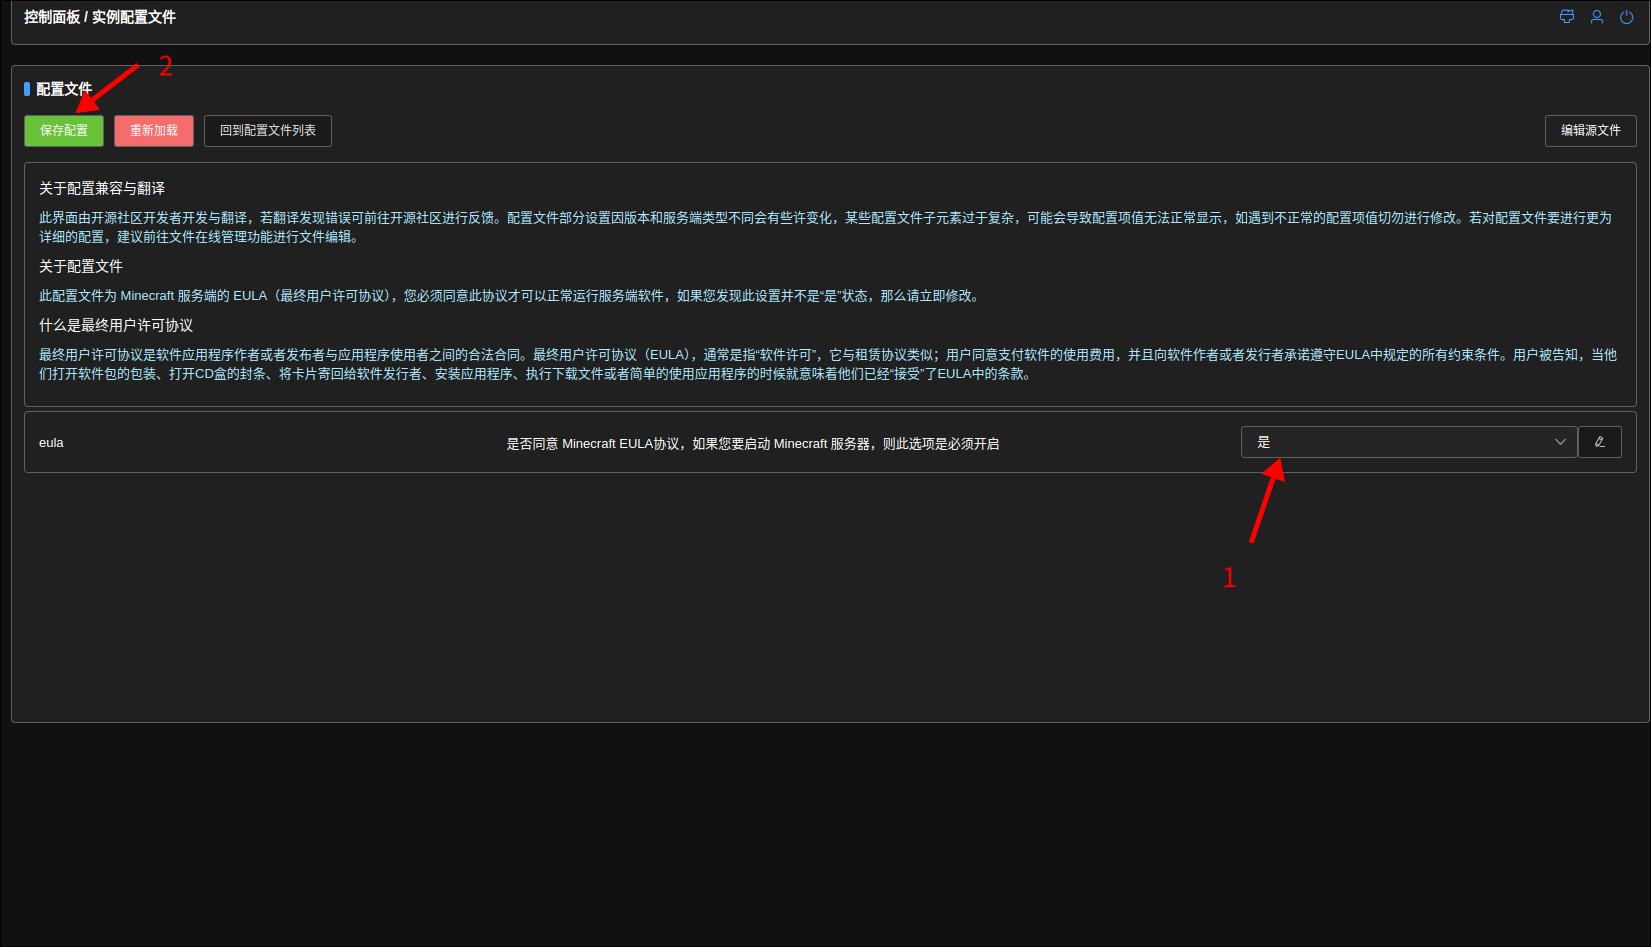 控制面板 / 实例配置文件
2
配置文件
保存配置 重新加载 回到配置文件列表 编辑源文件
关于配置兼容与翻译
此界面由开源社区开发者开发与翻译，若翻译发现错误可前往开源社区进行反馈。配置文件部分设置因版本和服务端类型不同会有些许变化，某些配置文件子元素过于复杂，可能会导致配置项值无法正常显示，如遇到不正常的配置项值切勿进行修改。若对配置文件要进行更为
详细的配置，建议前往文件在线管理功能进行文件编辑。
关于配置文件
此配置文件为 Minecraft 服务端的 EULA（最终用户许可协议），您必须同意此协议才可以正常运行服务端软件，如果您发现此设置并不是“是”状态，那么请立即修改。
什么是最终用户许可协议
最终用户许可协议是软件应用程序作者或者发布者与应用程序使用者之间的合法合同。最终用户许可协议（EULA），通常是指“软件许可”，它与租赁协议类似；用户同意支付软件的使用费用，并且向软件作者或者发行者承诺遵守EULA中规定的所有约束条件。用户被告知，当他
们打开软件包的包装、打开CD盒的封条、将卡片寄回给软件发行者、安装应用程序、执行下载文件或者简单的使用应用程序的时候就意味着他们已经“接受”了EULA中的条款。
eula 是否同意 Minecraft EULA协议，如果您要启动 Minecraft 服务器，则此选项是必须开启 是
1